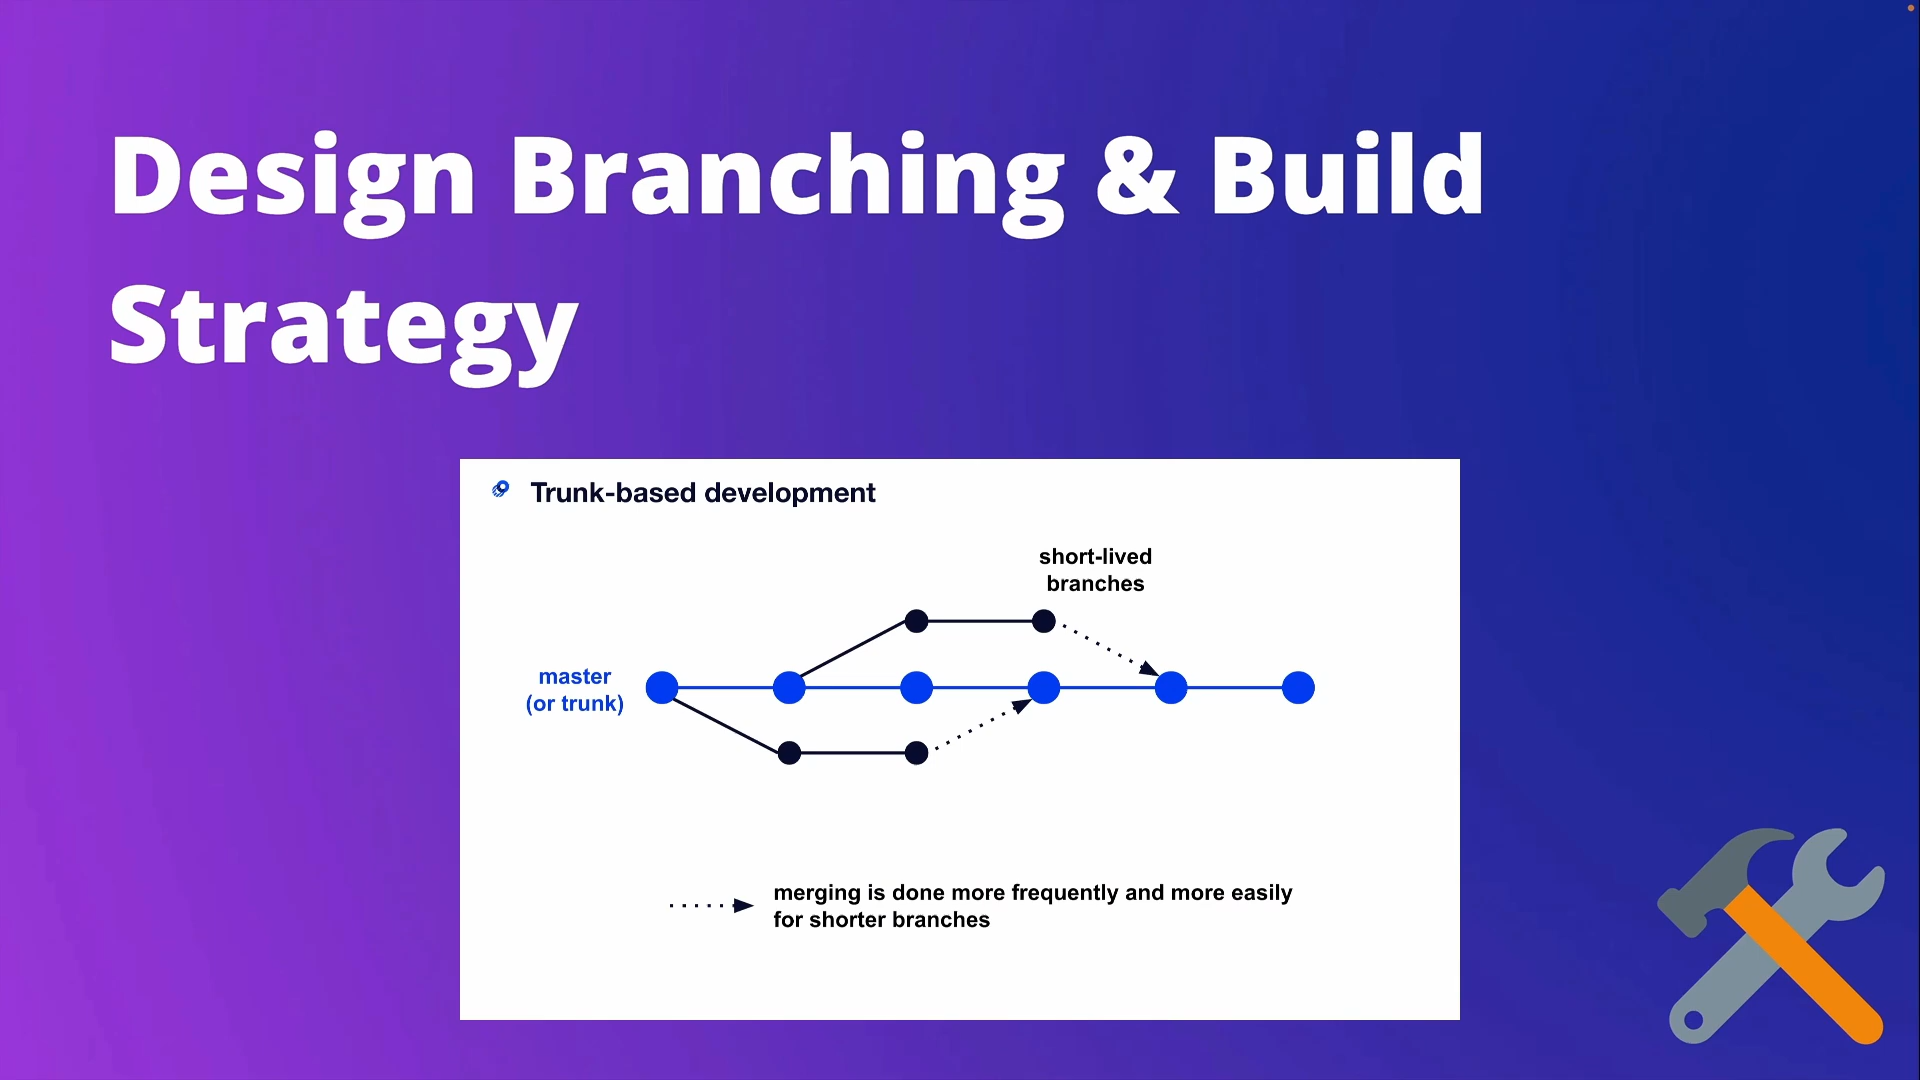 Design Branching & Build
Strategy
Trunk-based development
short-lived
branches
master
(or trunk)
merging is done more frequently and more easily
for shorter branches